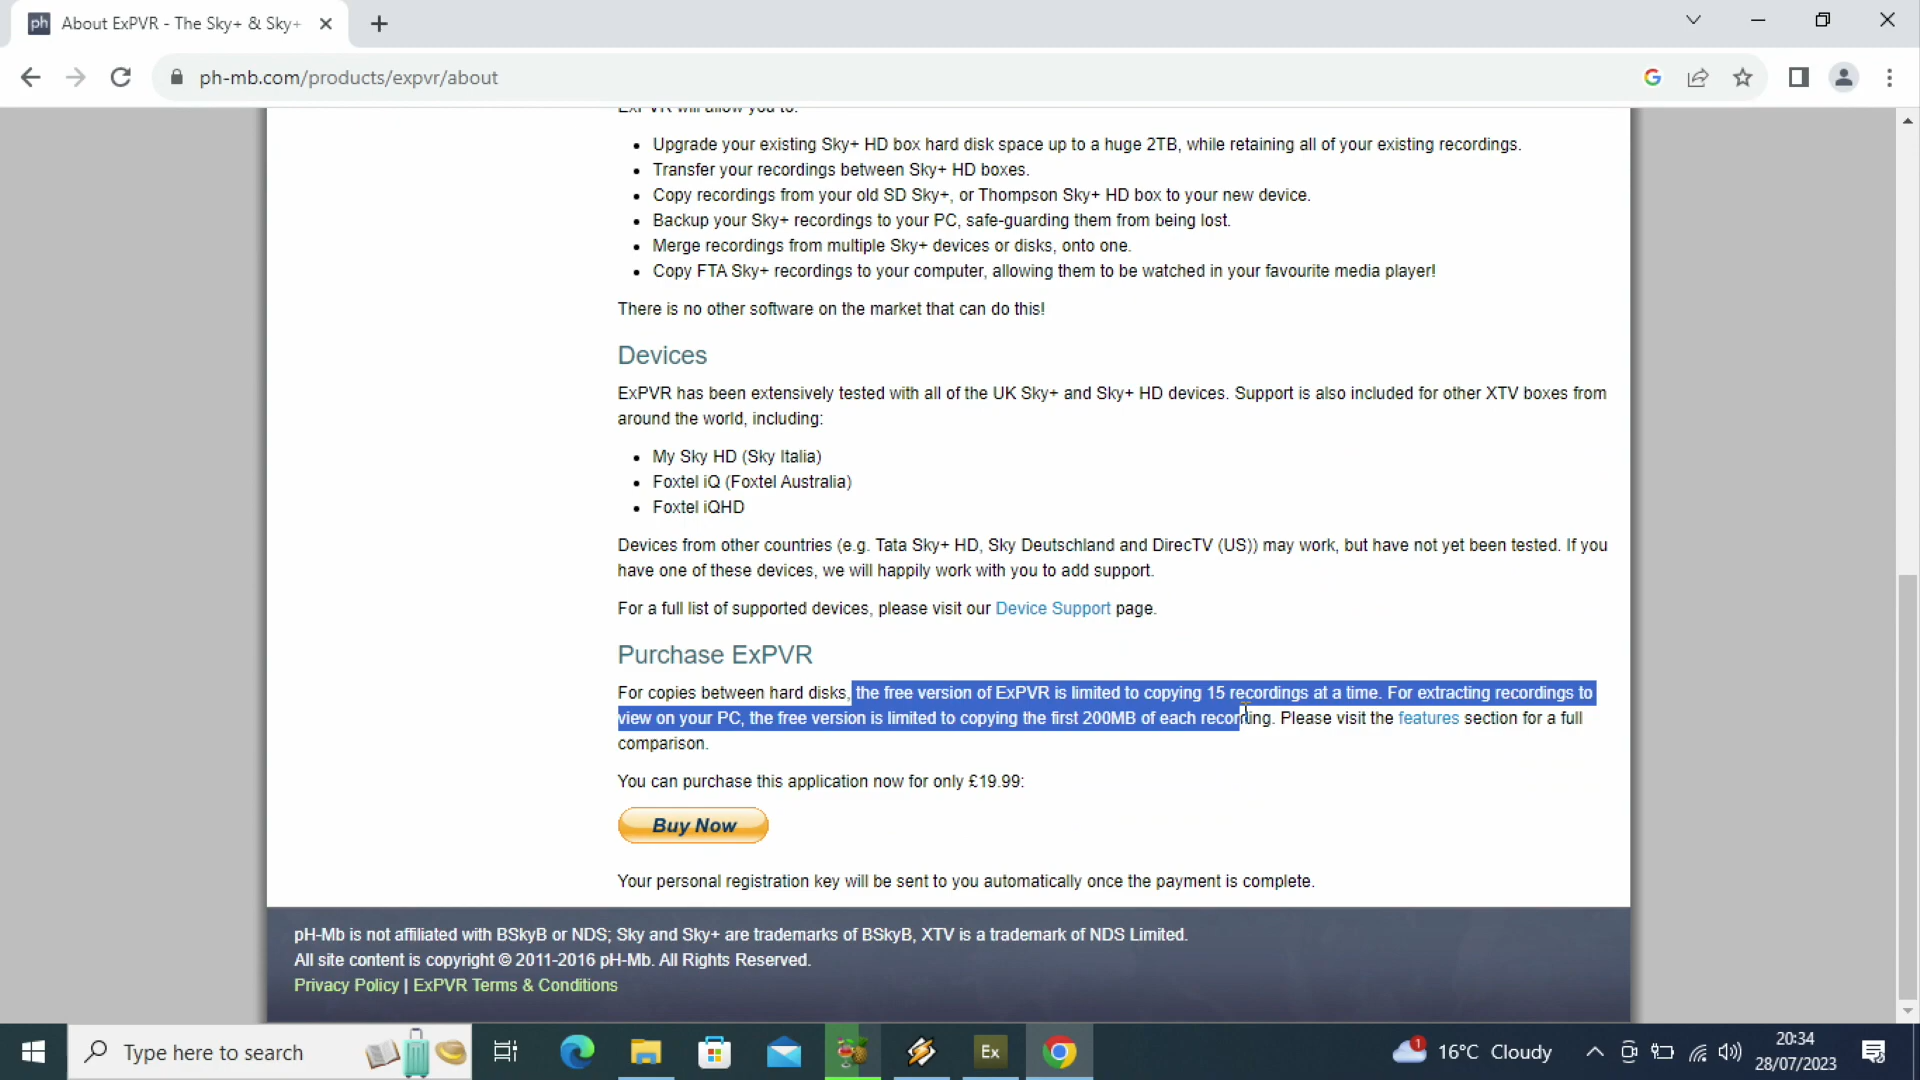 ph About ExPVR - The Sky+ & Sky+
ph-mb.com/products/expvr/about
ExPVR will allow you to:
Upgrade your existing Sky+ HD box hard disk space up to a huge 2TB, while retaining all of your existing recordings.
Transfer your recordings between Sky+ HD boxes.
Copy recordings from your old SD Sky+, or Thompson Sky+ HD box to your new device.
Backup your Sky+ recordings to your PC, safe-guarding them from being lost.
Merge recordings from multiple Sky+ devices or disks, onto one.
Copy FTA Sky+ recordings to your computer, allowing them to be watched in your favourite media player!
There is no other software on the market that can do this!
Devices
ExPVR has been extensively tested with all of the UK Sky+ and Sky+ HD devices. Support is also included for other XTV boxes from
around the world, including:
My Sky HD (Sky Italia)
Foxtel iQ (Foxtel Australia)
Foxtel iQHD
Devices from other countries (e.g. Tata Sky+ HD, Sky Deutschland and DirecTV (US)) may work, but have not yet been tested. If you
have one of these devices, we will happily work with you to add support.
For a full list of supported devices, please visit our Device Support page.
Purchase ExPVR
For copies between hard disks, the free version of ExPVR is limited to copying 15 recordings at a time. For extracting recordings to
view on your PC, the free version is limited to copying the first 200MB of each recording. Please visit the features section for a full
comparison.
You can purchase this application now for only £19.99:
Buy Now
Your personal registration key will be sent to you automatically once the payment is complete.
pH-Mb is not affiliated with BSkyB or NDS; Sky and Sky+ are trademarks of BSkyB, XTV is a trademark of NDS Limited.
All site content is copyright © 2011-2016 pH-Mb. All Rights Reserved.
Privacy Policy | ExPVR Terms & Conditions
Type here to search
Ex
1
16°C Cloudy
20:34
28/07/2023